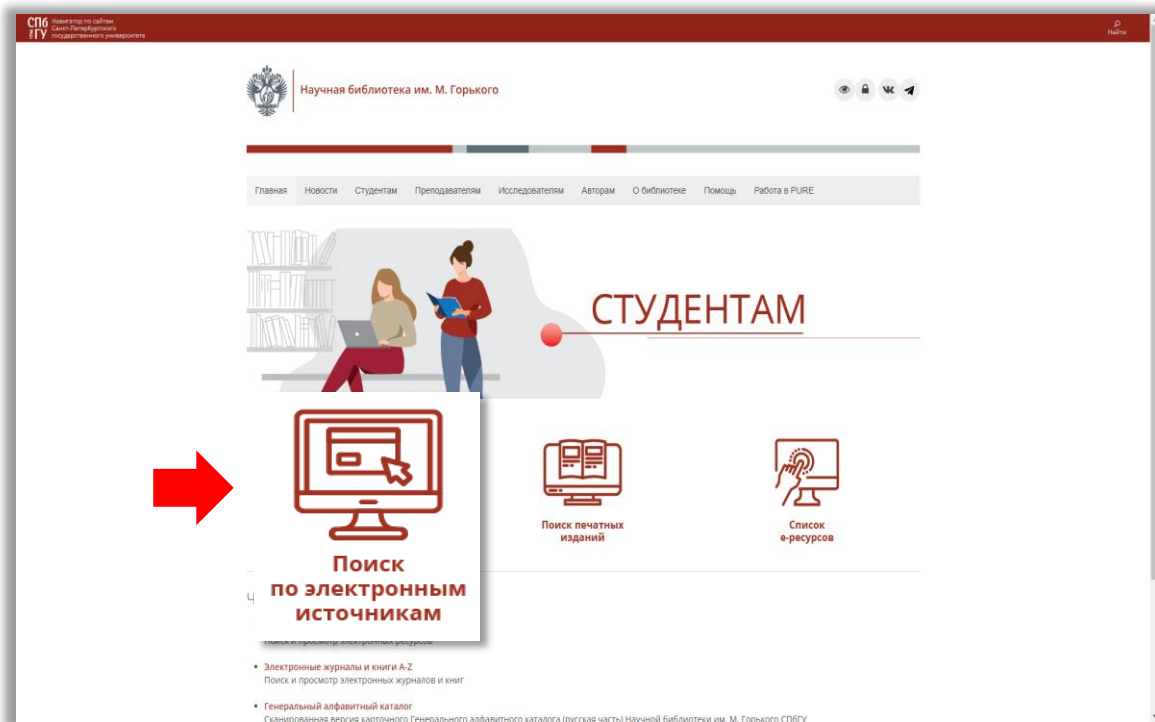 СПб
ГУ
Навигатор по сайтам
Санкт-Петербургского
государственного университета
Найти
Научная библиотека им. М. Горького
Главная Новости Студентам Преподавателям Исследователям Авторам О библиотеке Помощь Работа в PURE
СТУДЕНТАМ
Поиск
по электронным
источникам
Поиск печатных
изданий
Список
e-ресурсов
Ч
Поиск и просмотр электронных ресурсов
Электронные журналы и книги A-Z
Поиск и просмотр электронных журналов и книг
Генеральный алфавитный каталог
Сканированная версия карточного Генерального алфавитного каталога (русская часть) Научной библиотеки им. М. Горького СПбГУ